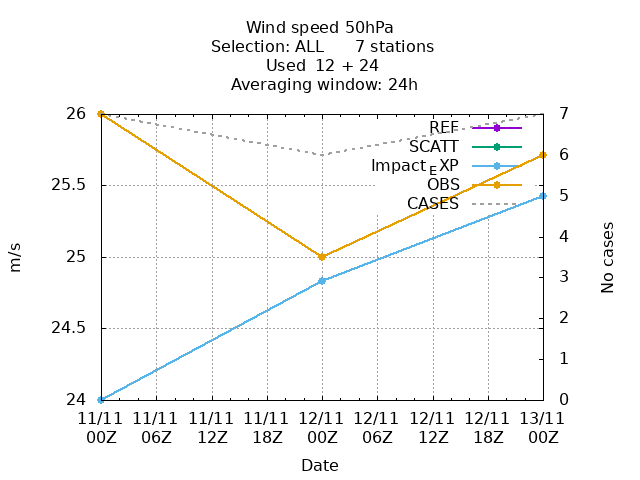 Wind speed 50hPa
Selection: ALL 7 stations
Used 12 + 24
Averaging window: 24h
26
25.5
25
24.5
24
m/s
7
6
5
4
3
2
1
0
No cases
REF
SCATT
Impact_EXP
OBS
CASES
11/11 11/11 11/11 11/11 12/11 12/11 12/11 12/11 13/11
00Z 06Z 12Z 18Z 00Z 06Z 12Z 18Z 00Z
Date